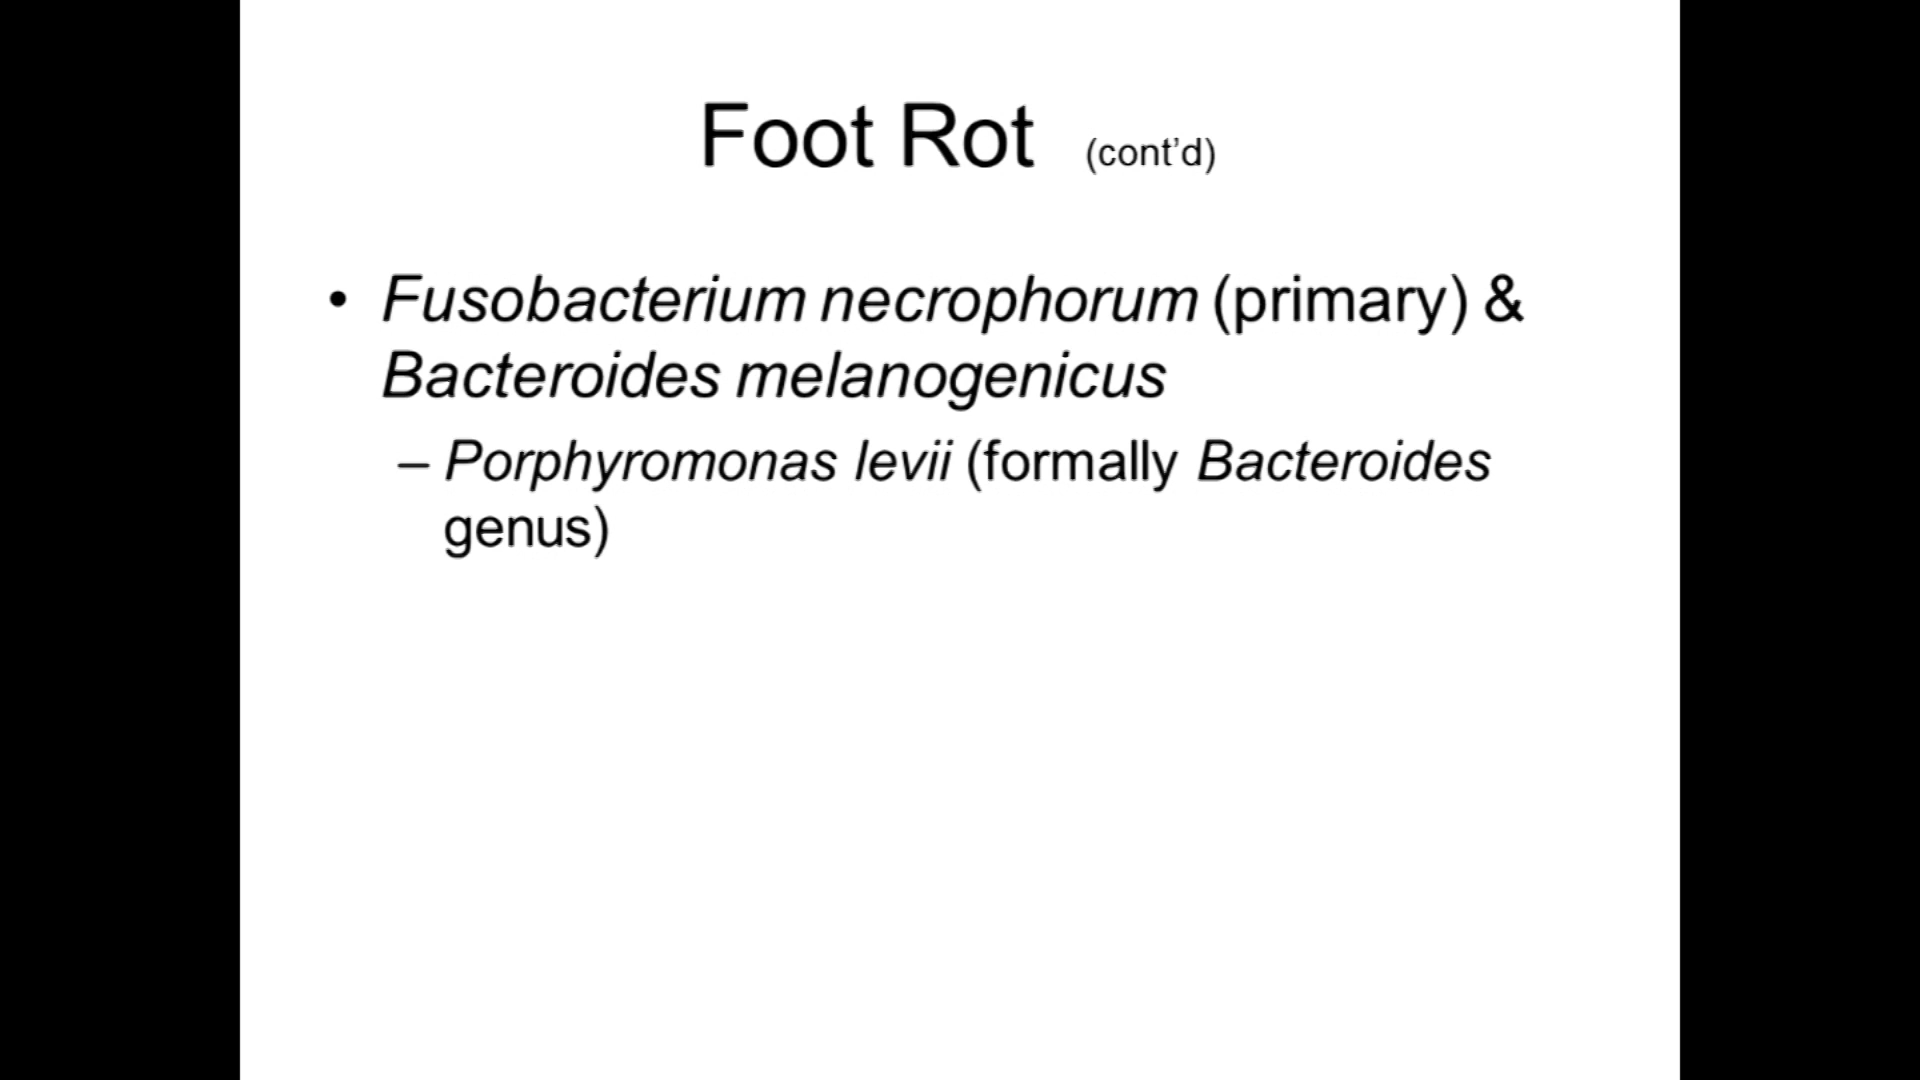 Foot Rot (cont’d)
• Fusobacterium necrophorum (primary) &
Bacteroides melanogenicus
– Porphyromonas levii (formally Bacteroides
genus)